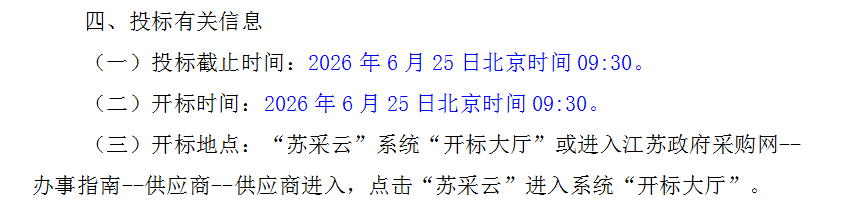 四、投标有关信息
（一）投标截止时间：2026 年 6 月 25 日北京时间 09:30。
（二）开标时间：2026 年 6 月 25 日北京时间 09:30。
（三）开标地点：“苏采云”系统“开标大厅”或进入江苏政府采购网--
办事指南--供应商--供应商进入，点击“苏采云”进入系统“开标大厅”。